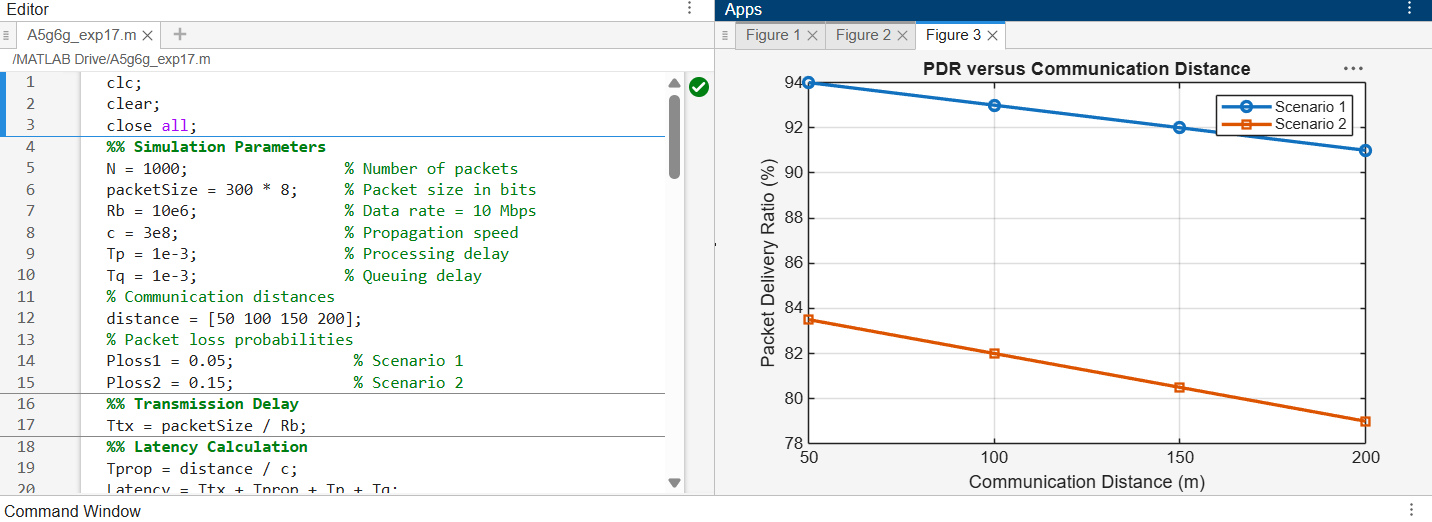 Editor
A5g6g_exp17.m
/MATLAB Drive/A5g6g_exp17.m
1 clc;
2 clear;
3 close all;
4 %% Simulation Parameters
5 N = 1000; % Number of packets
6 packetSize = 300 * 8; % Packet size in bits
7 Rb = 10e6; % Data rate = 10 Mbps
8 c = 3e8; % Propagation speed
9 Tp = 1e-3; % Processing delay
10 Tq = 1e-3; % Queuing delay
11 % Communication distances
12 distance = [50 100 150 200];
13 % Packet loss probabilities
14 Ploss1 = 0.05; % Scenario 1
15 Ploss2 = 0.15; % Scenario 2
16 %% Transmission Delay
17 Ttx = packetSize / Rb;
18 %% Latency Calculation
19 Tprop = distance / c;
20 Latency = Ttx + Tprop + Tp + Tq;
Apps
Figure 1 Figure 2 Figure 3
PDR versus Communication Distance
Scenario 1
Scenario 2
Packet Delivery Ratio (%)
94
92
90
88
86
84
82
80
78
50 100 150 200
Communication Distance (m)
Command Window